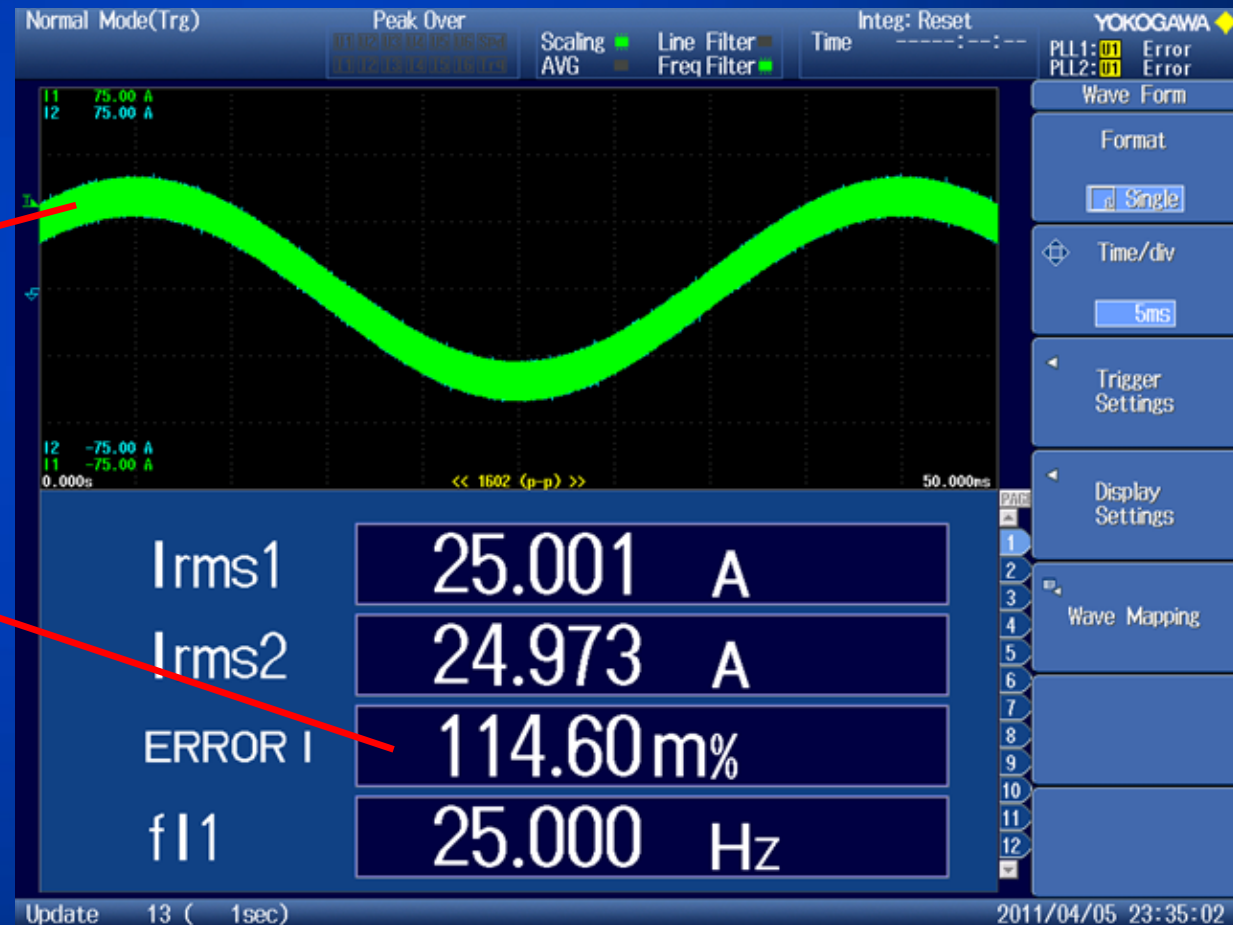 Normal Mode(Trg)
Peak Over
Scaling
AVG
Line Filter
Freq Filter
Integ: Reset
Time -----:--:--
YOKOGAWA
PLL1: U1 Error
PLL2: U1 Error
I1 75.00 A
I2 75.00 A
I2 -75.00 A
I1 -75.00 A
0.000s
<< 1602 (p-p) >>
50.000ms
Wave Form
Format
Single
Time/div
5ms
Trigger
Settings
Display
Settings
Wave Mapping
Irms1 25.001 A
Irms2 24.973 A
ERROR I 114.60 m%
fI1 25.000 Hz
PAGE
1
2
3
4
5
6
7
8
9
10
11
12
Update 13 ( 1sec)
2011/04/05 23:35:02